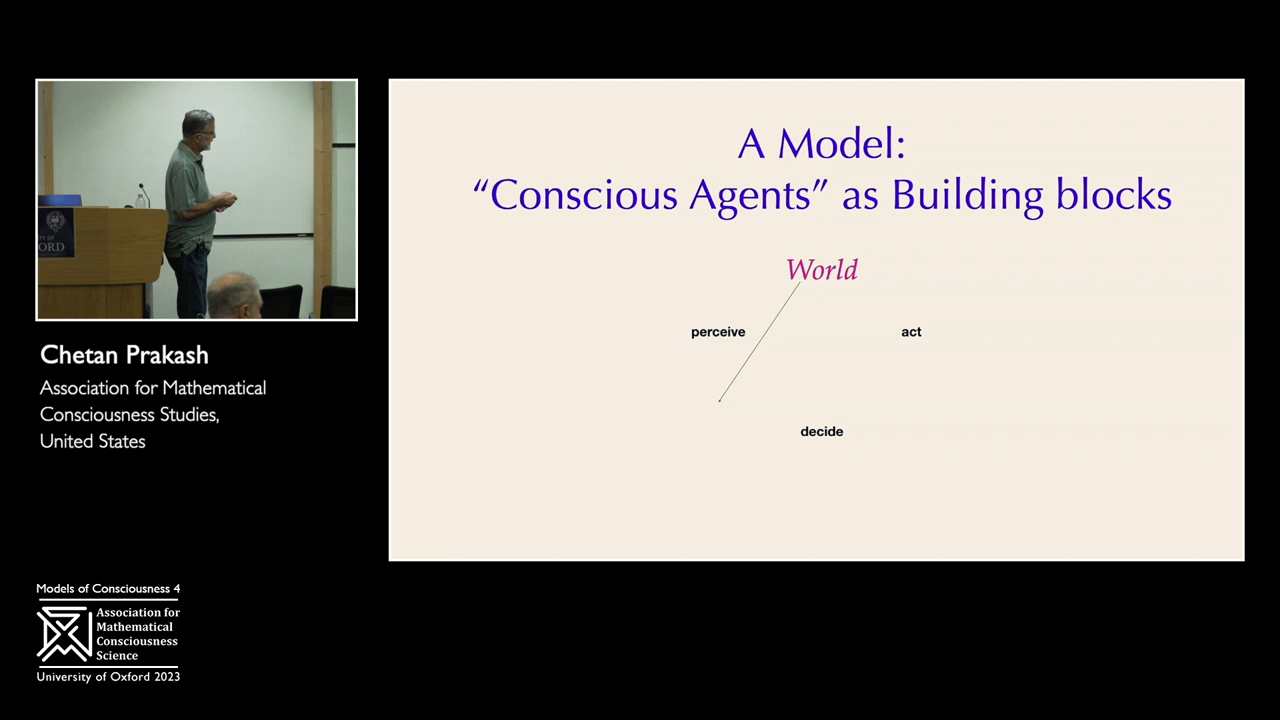 A Model:
“Conscious Agents” as Building blocks
World
perceive
act
decide
ORD
Chetan Prakash
Association for Mathematical
Consciousness Studies,
United States
Models of Consciousness 4
Association for
Mathematical
Consciousness
Science
University of Oxford 2023